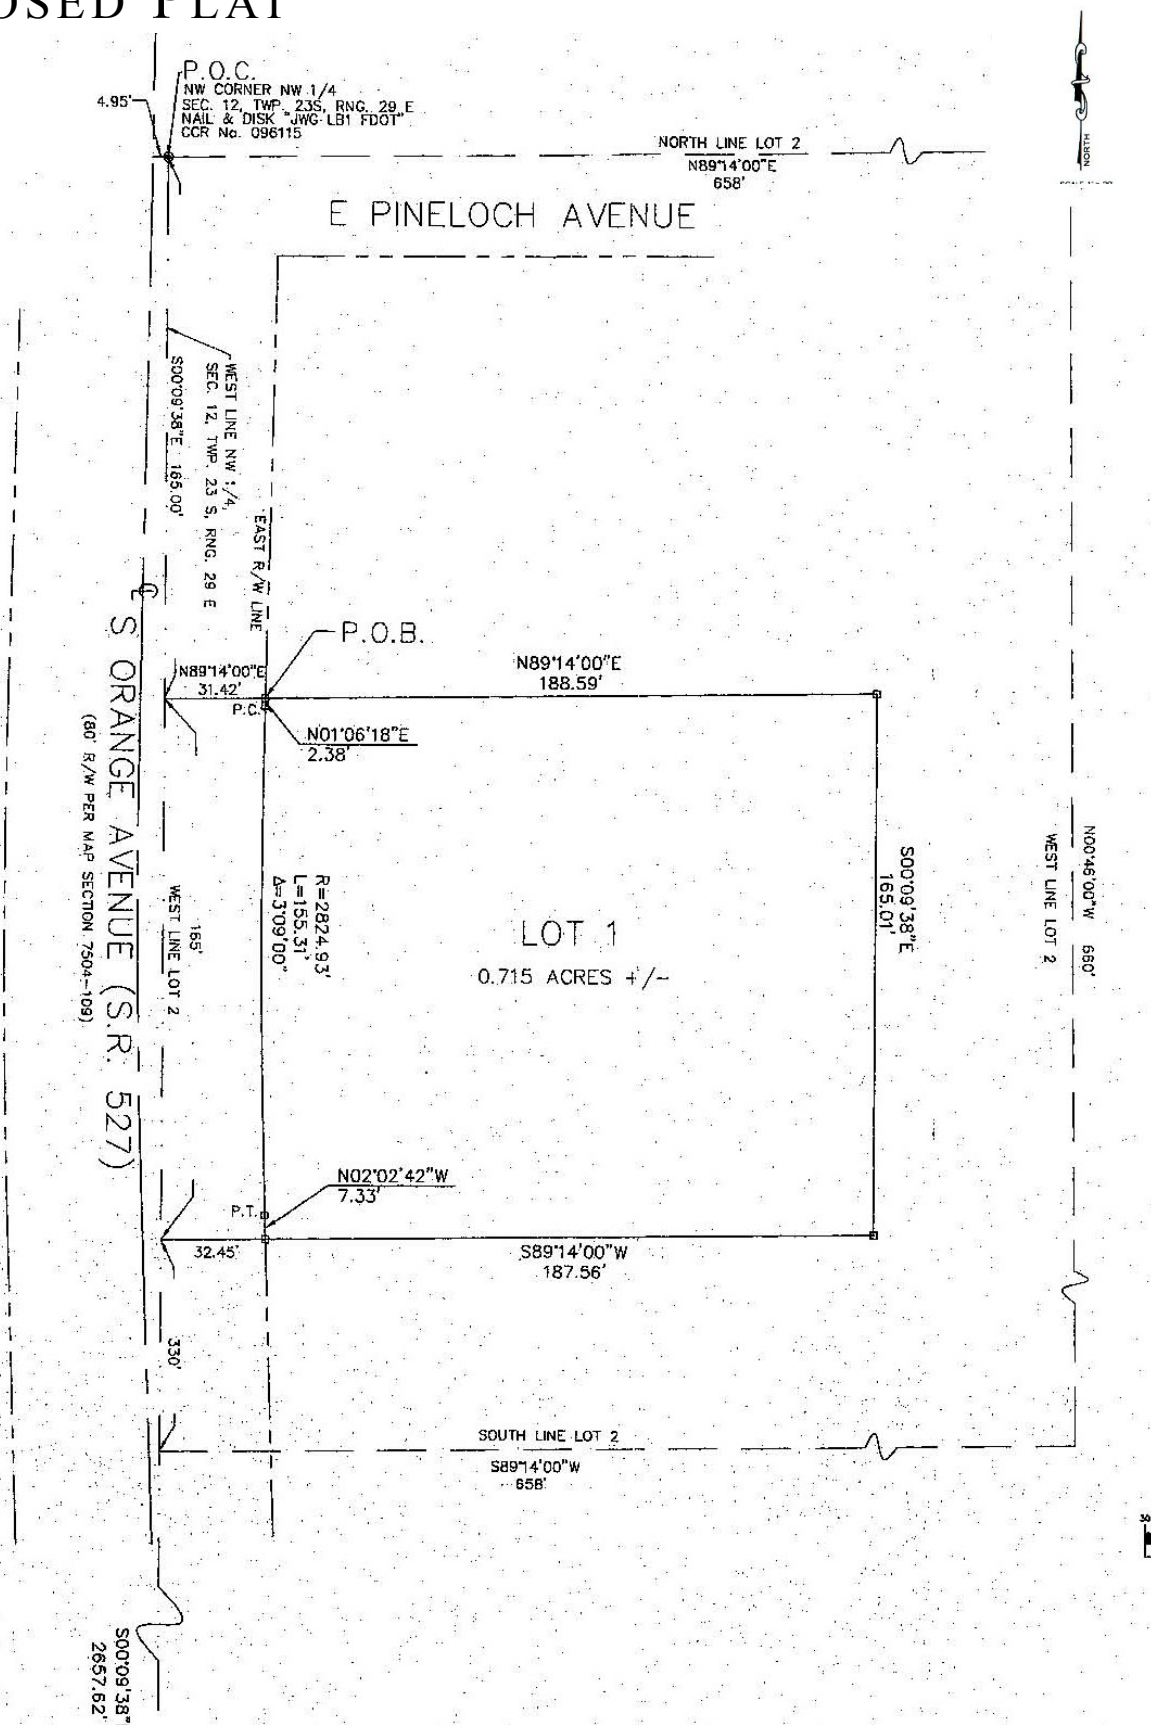 OSED PLAT
P.O.C.
NW CORNER NW 1/4
SEC. 12, TWP. 23S, RNG. 29 E
NAIL & DISK "JWG LB1 FDOT"
CCR No. 096115
4.95'
NORTH LINE LOT 2
N89°14'00"E
658'
NORTH
E PINELOCH AVENUE
WEST LINE NW 1/4,
SEC. 12, TWP. 23 S, RNG. 29 E
S00°09'38"E 165.00'
EAST R/W LINE
P.O.B.
N89°14'00"E
31.42'
P.C.
N89°14'00"E
188.59'
N01°06'18"E
2.38'
S ORANGE AVENUE (S.R. 527)
(80' R/W PER MAP SECTION 7504-109)
165'
WEST LINE LOT 2
R=2824.93'
L=155.31'
Δ=3°09'00"
LOT 1
0.715 ACRES +/-
S00°09'38"E
165.01'
N00°46'00"W 660'
WEST LINE LOT 2
N02°02'42"W
7.33'
P.T.
32.45'
S89°14'00"W
187.56'
330'
SOUTH LINE LOT 2
S89°14'00"W
658'
30
S00°09'38"
2657.62'